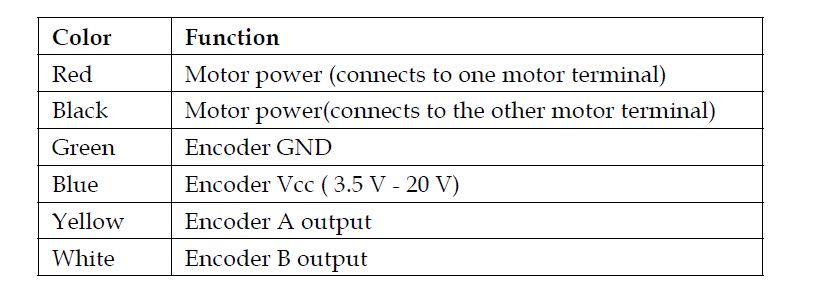 Color Function
Red Motor power (connects to one motor terminal)
Black Motor power(connects to the other motor terminal)
Green Encoder GND
Blue Encoder Vcc ( 3.5 V - 20 V)
Yellow Encoder A output
White Encoder B output